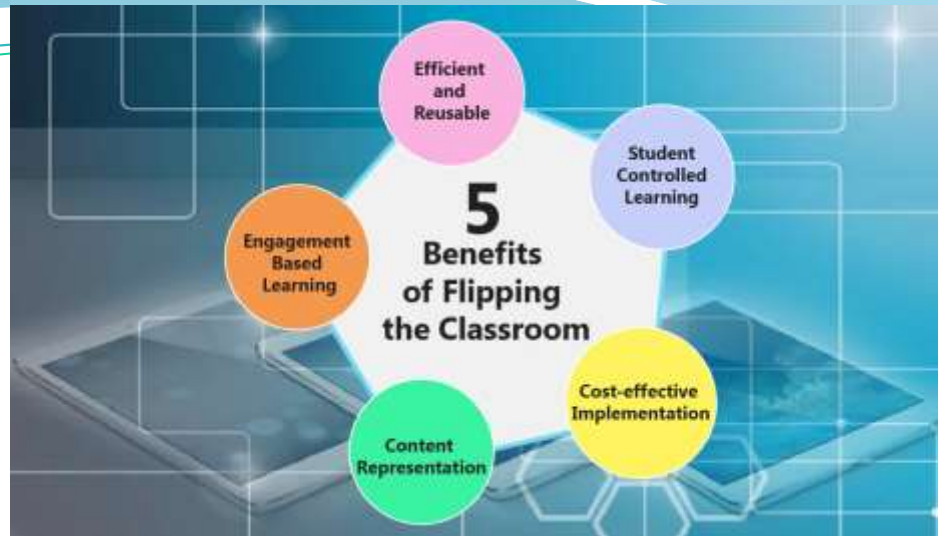 5
Benefits
of Flipping
the Classroom
Efficient
and
Reusable
Student
Controlled
Learning
Cost-effective
Implementation
Content
Representation
Engagement
Based
Learning